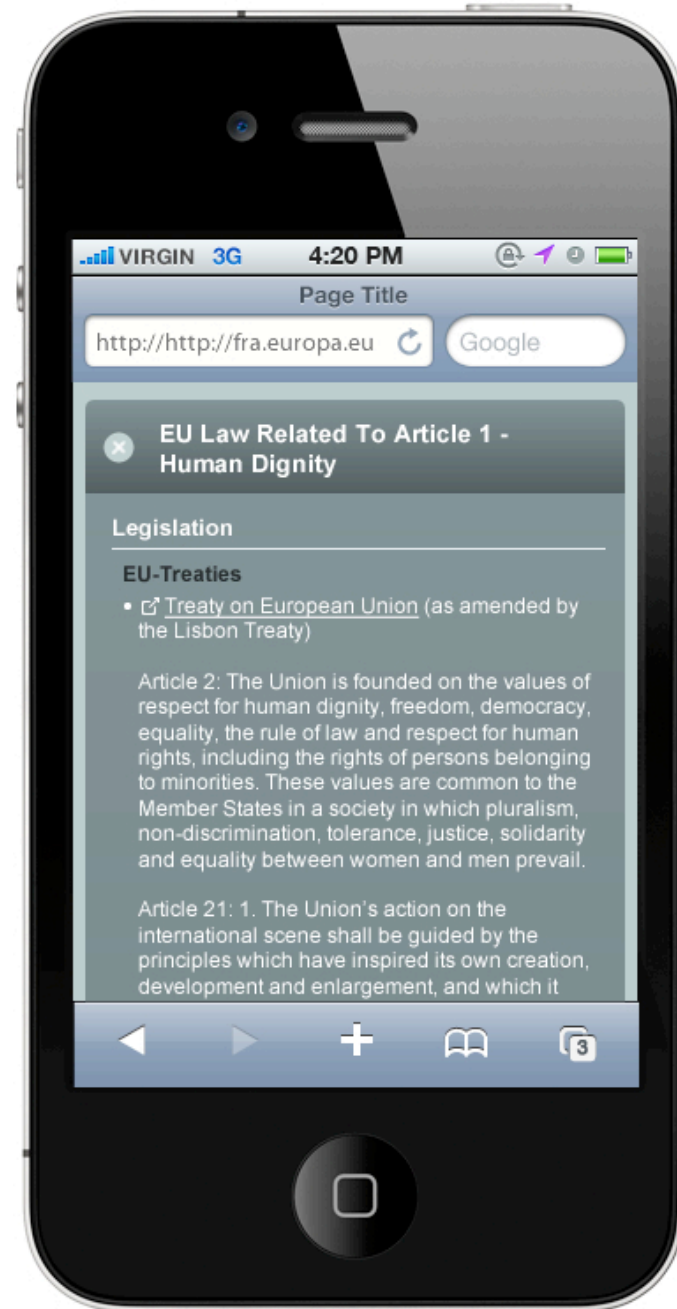 VIRGIN 3G 4:20 PM
Page Title
http://http://fra.europa.eu Google
EU Law Related To Article 1 -
Human Dignity
Legislation
EU-Treaties
• Treaty on European Union (as amended by
the Lisbon Treaty)
Article 2: The Union is founded on the values of
respect for human dignity, freedom, democracy,
equality, the rule of law and respect for human
rights, including the rights of persons belonging
to minorities. These values are common to the
Member States in a society in which pluralism,
non-discrimination, tolerance, justice, solidarity
and equality between women and men prevail.
Article 21: 1. The Union's action on the
international scene shall be guided by the
principles which have inspired its own creation,
development and enlargement, and which it
3